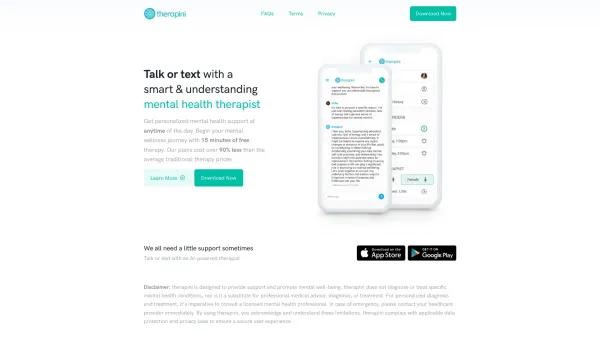 therapini
FAQs
Terms
Privacy
Download Now
Talk or text with a
smart & understanding
mental health therapist
Get personalized mental health support at
anytime of the day. Begin your mental
wellness journey with 15 minutes of free
therapy. Our plans cost over 90% less than the
average traditional therapy prices.
Learn More
Download Now
therapini
therapini
We all need a little support sometimes
Talk or text with an AI-powered therapist
Download on the
App Store
GET IT ON
Google Play
Disclaimer: therapini is designed to provide support and promote mental well-being. therapini does not diagnose or treat specific
mental health conditions, nor is it a substitute for professional medical advice, diagnosis, or treatment. For personalized diagnosis
and treatment, it's imperative to consult a licensed mental health professional. In case of emergency, please contact your healthcare
provider immediately. By using therapini, you acknowledge and understand these limitations. therapini complies with applicable data
protection and privacy laws to ensure a secure user experience.